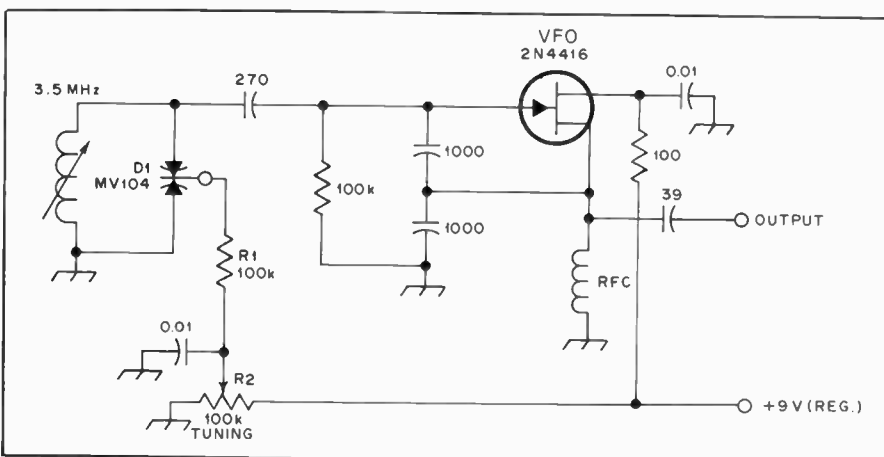 VFO
2N4416
3.5 MHz
270
0.01
D1
MV104
1000
100k
100
1000
39
OUTPUT
R1
100k
RFC
0.01
R2
100k
TUNING
+9V (REG.)